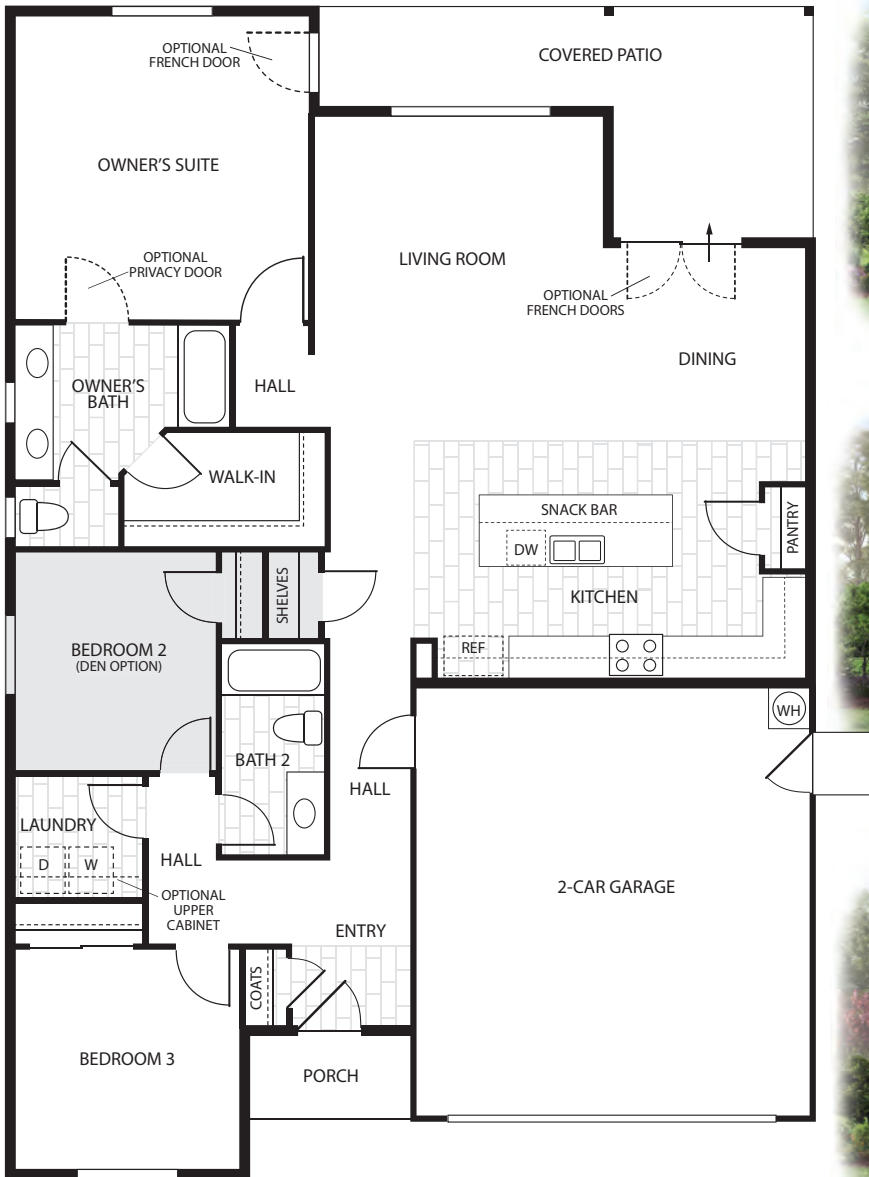 OPTIONAL
FRENCH DOOR
COVERED PATIO
OWNER'S SUITE
OPTIONAL
PRIVACY DOOR
LIVING ROOM
OPTIONAL
FRENCH DOORS
DINING
OWNER'S
BATH
HALL
WALK-IN
SNACK BAR
DW
PANTRY
KITCHEN
SHELVES
REF
BEDROOM 2
(DEN OPTION)
WH
BATH 2
HALL
LAUNDRY
D
W
HALL
OPTIONAL
UPPER
CABINET
2-CAR GARAGE
ENTRY
COATS
BEDROOM 3
PORCH